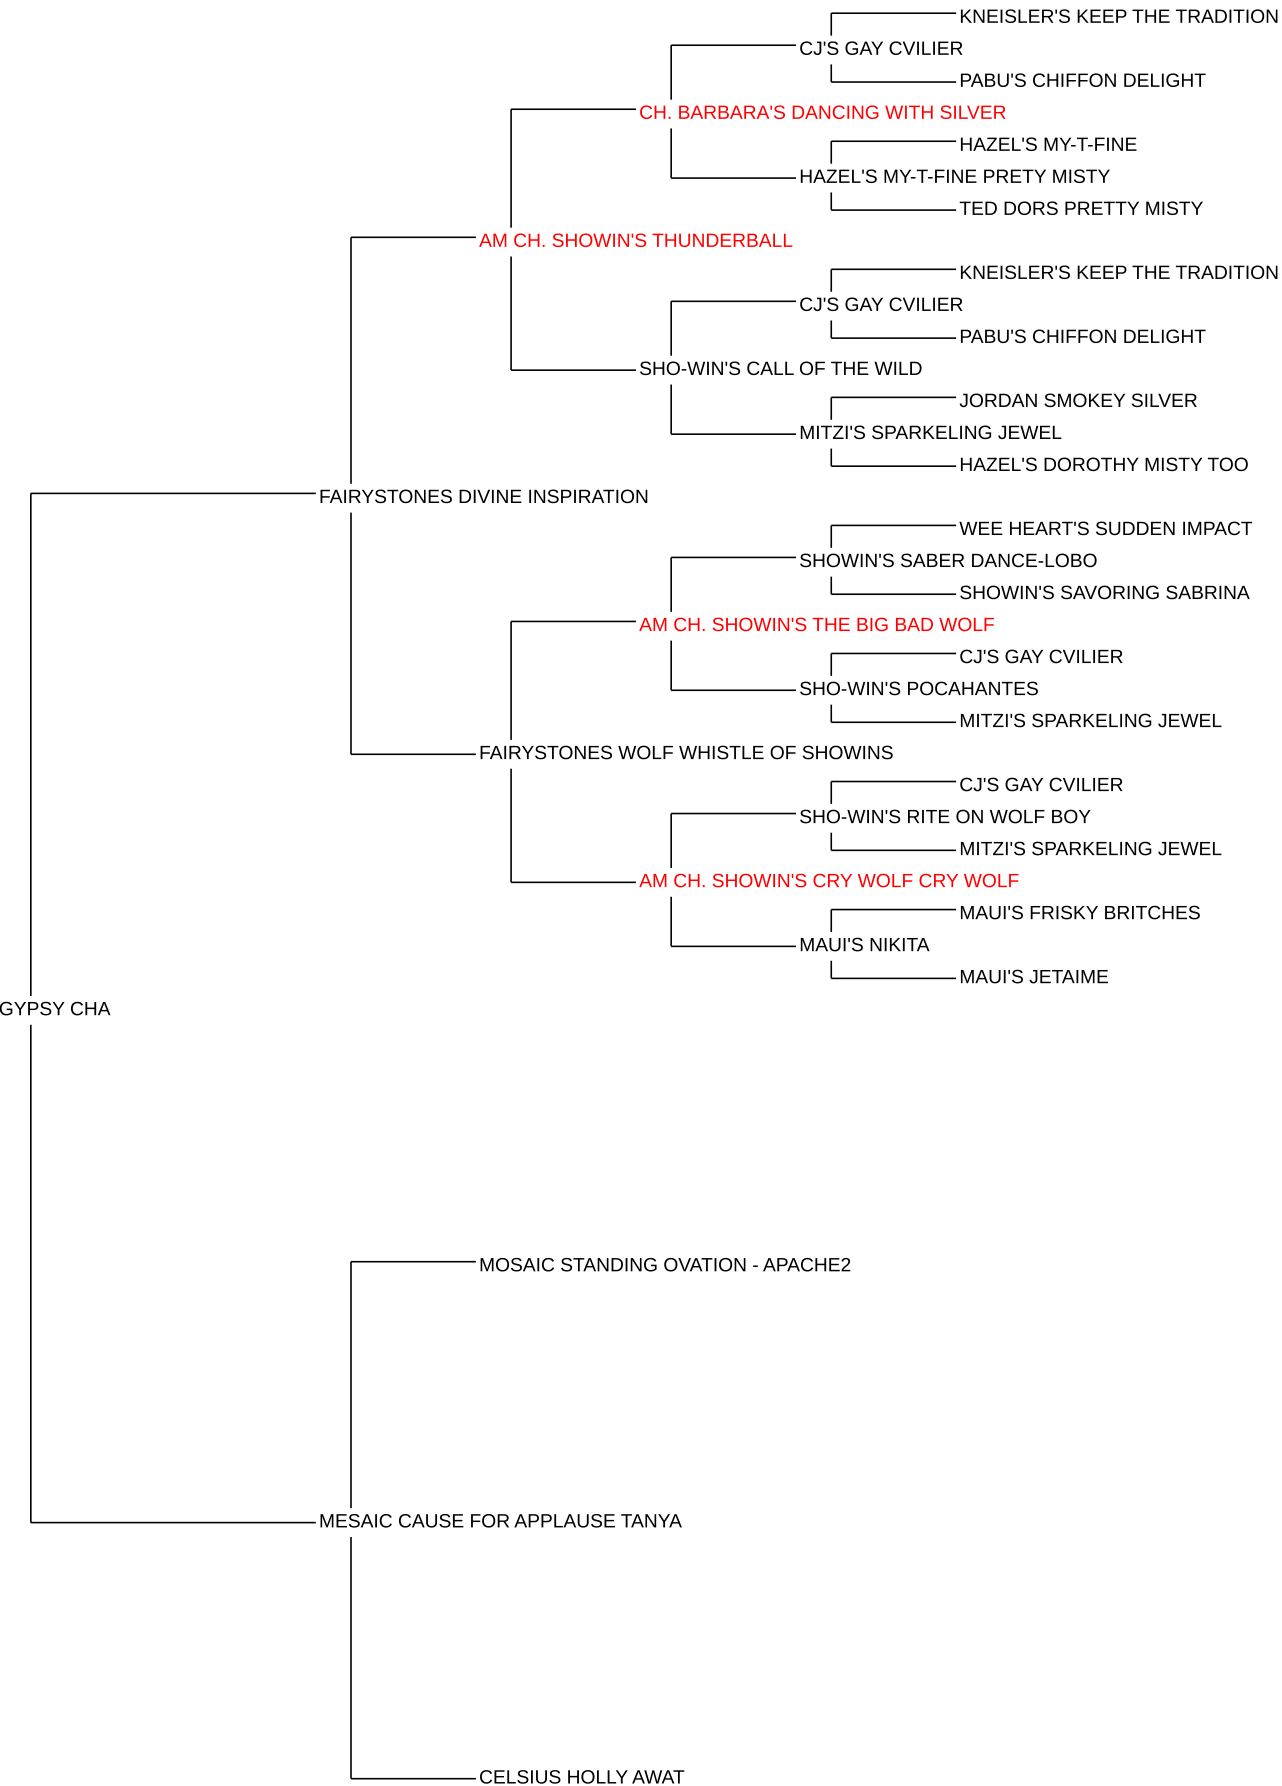 KNEISLER'S KEEP THE TRADITION
CJ'S GAY CVILIER
PABU'S CHIFFON DELIGHT
CH. BARBARA'S DANCING WITH SILVER
HAZEL'S MY-T-FINE
HAZEL'S MY-T-FINE PRETY MISTY
TED DORS PRETTY MISTY
AM CH. SHOWIN'S THUNDERBALL
KNEISLER'S KEEP THE TRADITION
CJ'S GAY CVILIER
PABU'S CHIFFON DELIGHT
SHO-WIN'S CALL OF THE WILD
JORDAN SMOKEY SILVER
MITZI'S SPARKELING JEWEL
HAZEL'S DOROTHY MISTY TOO
FAIRYSTONES DIVINE INSPIRATION
WEE HEART'S SUDDEN IMPACT
SHOWIN'S SABER DANCE-LOBO
SHOWIN'S SAVORING SABRINA
AM CH. SHOWIN'S THE BIG BAD WOLF
CJ'S GAY CVILIER
SHO-WIN'S POCAHANTES
MITZI'S SPARKELING JEWEL
FAIRYSTONES WOLF WHISTLE OF SHOWINS
CJ'S GAY CVILIER
SHO-WIN'S RITE ON WOLF BOY
MITZI'S SPARKELING JEWEL
AM CH. SHOWIN'S CRY WOLF CRY WOLF
MAUI'S FRISKY BRITCHES
MAUI'S NIKITA
MAUI'S JETAIME
GYPSY CHA
MOSAIC STANDING OVATION - APACHE2
MESAIC CAUSE FOR APPLAUSE TANYA
CELSIUS HOLLY AWAT